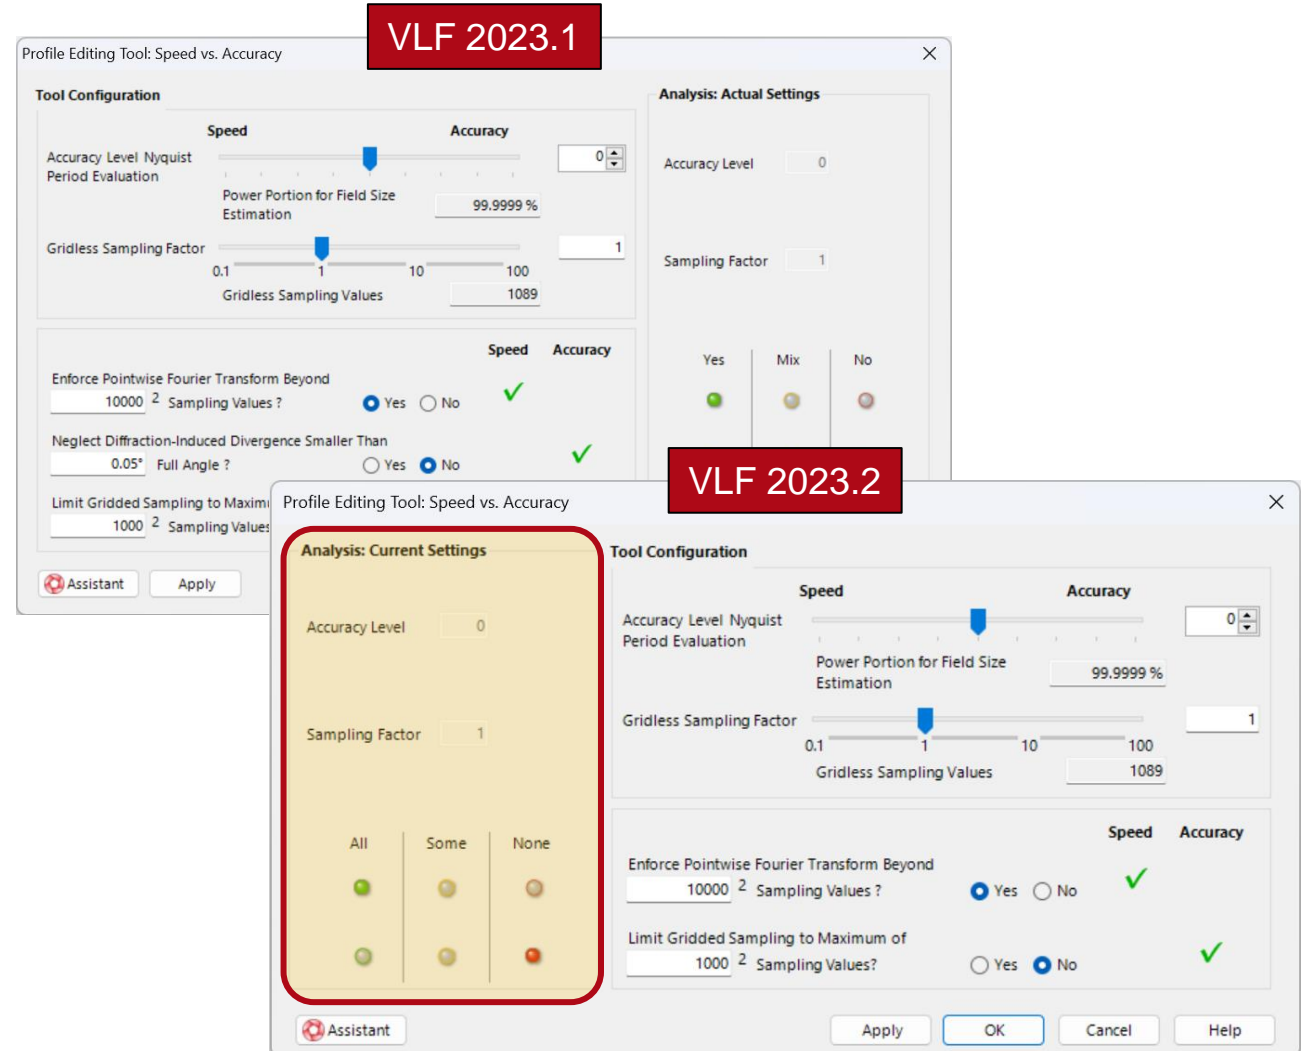 VLF 2023.1
Profile Editing Tool: Speed vs. Accuracy
Tool Configuration
Speed Accuracy
Accuracy Level Nyquist
Period Evaluation
0
Power Portion for Field Size
Estimation
99.9999 %
Gridless Sampling Factor
1
0.1 1 10 100
Gridless Sampling Values 1089
Analysis: Actual Settings
Accuracy Level 0
Sampling Factor 1
Speed Accuracy
Enforce Pointwise Fourier Transform Beyond
10000 2 Sampling Values ? Yes No
Neglect Diffraction-Induced Divergence Smaller Than
0.05° Full Angle ? Yes No
Limit Gridded Sampling to Maxim
1000 2 Sampling Values
Yes Mix No
Assistant Apply
VLF 2023.2
Profile Editing Tool: Speed vs. Accuracy
Analysis: Current Settings
Accuracy Level 0
Sampling Factor 1
All Some None
Tool Configuration
Speed Accuracy
Accuracy Level Nyquist
Period Evaluation
0
Power Portion for Field Size
Estimation
99.9999 %
Gridless Sampling Factor
1
0.1 1 10 100
Gridless Sampling Values 1089
Speed Accuracy
Enforce Pointwise Fourier Transform Beyond
10000 2 Sampling Values ? Yes No
Limit Gridded Sampling to Maximum of
1000 2 Sampling Values? Yes No
Assistant Apply OK Cancel Help